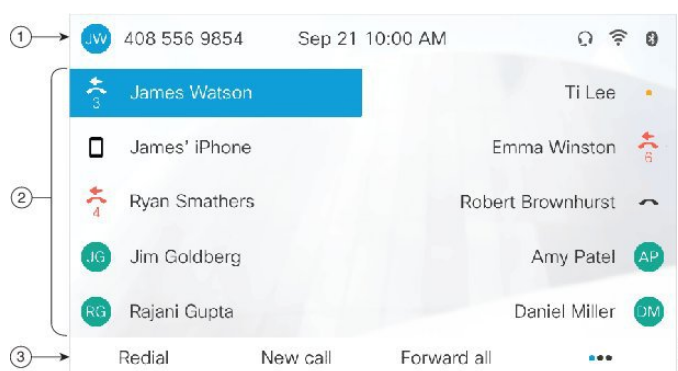 1 JW 408 556 9854 Sep 21 10:00 AM
3 James Watson Ti Lee
James' iPhone Emma Winston 6
2
4 Ryan Smathers Robert Brownhurst
JG Jim Goldberg Amy Patel AP
RG Rajani Gupta Daniel Miller DM
3 Redial New call Forward all